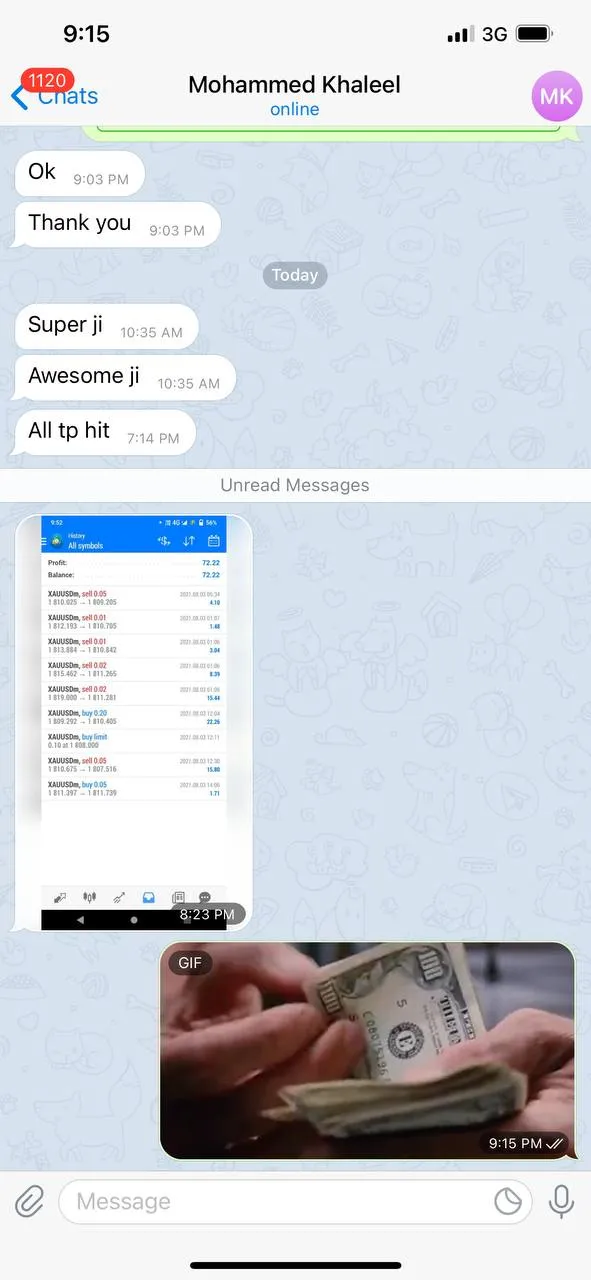 9:15
3G
1120
Chats
Mohammed Khaleel
online
MK
Ok 9:03 PM
Thank you 9:03 PM
Today
Super ji 10:35 AM
Awesome ji 10:35 AM
All tp hit 7:14 PM
Unread Messages
9:52
4G
56%
History
All symbols
Profit: 72.22
Balance: 72.22
XAUUSDm, sell 0.05 2021.08.03 05:34
1 810.025 → 1 809.205 4.10
XAUUSDm, sell 0.01 2021.08.03 01:01
1 812.193 → 1 810.705 1.48
XAUUSDm, sell 0.01 2021.08.03 01:06
1 813.884 → 1 810.842 3.04
XAUUSDm, sell 0.02 2021.08.03 01:06
1 815.462 → 1 811.265 8.39
XAUUSDm, sell 0.02 2021.08.03 01:06
1 819.000 → 1 811.281 15.44
XAUUSDm, buy 0.20 2021.08.03 12:04
1 809.292 → 1 810.405 22.26
XAUUSDm, buy limit 2021.08.03 12:11
0.10 at 1 808.000
XAUUSDm, sell 0.05 2021.08.03 12:30
1 810.675 → 1 807.516 15.80
XAUUSDm, buy 0.05 2021.08.03 14:06
1 811.397 → 1 811.739 1.71
8:23 PM
GIF
100
$100
5
E
9:15 PM
Message